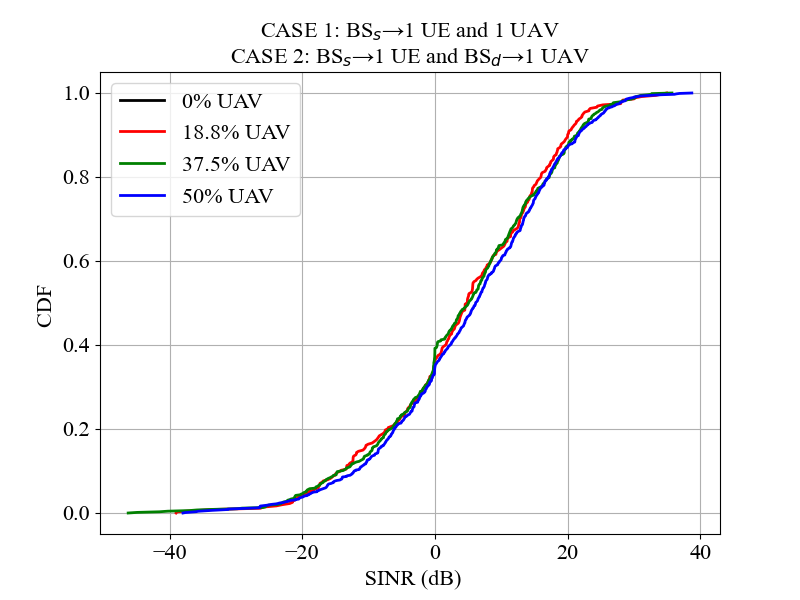 CASE 1: BSₛ→1 UE and 1 UAV
CASE 2: BSₛ→1 UE and BS_d→1 UAV
1.0
0.8
0.6
0.4
0.2
0.0
CDF
0% UAV
18.8% UAV
37.5% UAV
50% UAV
−40 −20 0 20 40
SINR (dB)